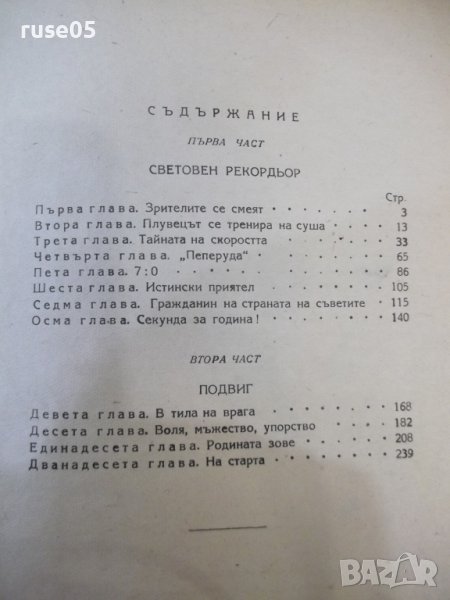 ruse05
СЪДЪРЖАНИЕ
ПЪРВА ЧАСТ
СВЕТОВЕН РЕКОРДЬОР
Стр.
Първа глава. Зрителите се смеят . . . . . . . 3
Втора глава. Плувецът се тренира на суша . . . . 13
Трета глава. Тайната на скоростта . . . . . . . 33
Четвърта глава. „Пеперуда" . . . . . . . 65
Пета глава. 7:0 . . . . . . . . . . 86
Шеста глава. Истински приятел . . . . . . . 105
Седма глава. Гражданин на страната на съветите . . 115
Осма глава. Секунда за година! . . . . . . . 140
ВТОРА ЧАСТ
ПОДВИГ
Девета глава. В тила на врага . . . . . . . 168
Десета глава. Воля, мъжество, упорство . . . . . 182
Единадесета глава. Родината зове . . . . . . 208
Дванадесета глава. На старта . . . . . . . 239
BAZAR